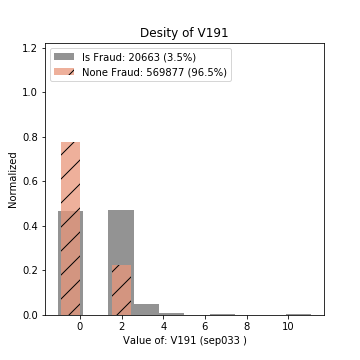 Desity of V191
Is Fraud: 20663 (3.5%)
None Fraud: 569877 (96.5%)
1.2
1.0
0.8
0.6
0.4
0.2
0.0
Normalized
0 2 4 6 8 10
Value of: V191 (sep033 )